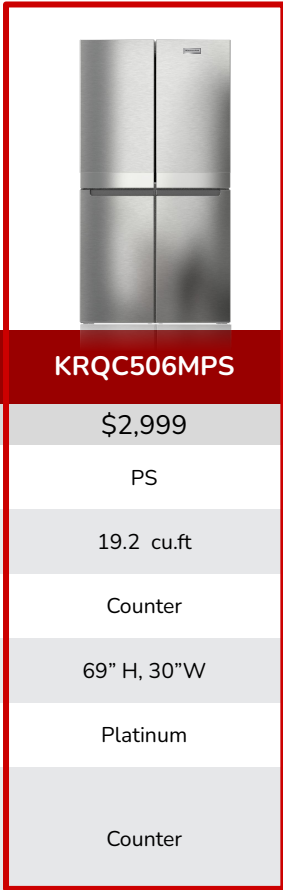 KRQC506MPS
$2,999
PS
19.2 cu.ft
Counter
69” H, 30”W
Platinum
Counter